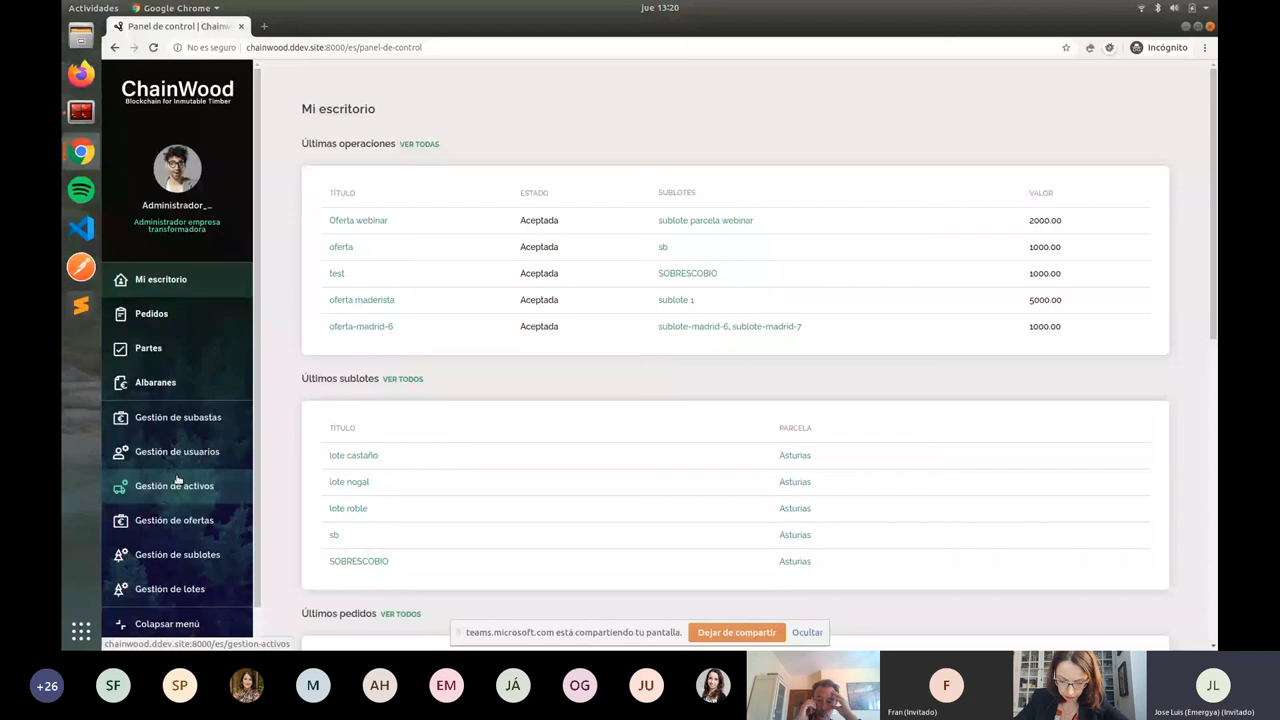 Actividades
Google Chrome
jue 13:20
Panel de control | Chainw
No es seguro
chainwood.ddev.site:8000/es/panel-de-control
Incógnito
ChainWood
Blockchain for Inmutable Timber
Administrador_...
Administrador empresa
transformadora
Mi escritorio
Pedidos
Partes
Albaranes
Gestión de subastas
Gestión de usuarios
Gestión de activos
Gestión de ofertas
Gestión de sublotes
Gestión de lotes
Colapsar menú
chainwood.ddev.site:8000/es/gestion-activos
Mi escritorio
Últimas operaciones VER TODAS
TÍTULO ESTADO SUBLOTES VALOR
Oferta webinar Aceptada sublote parcela webinar 2000.00
oferta Aceptada sb 1000.00
test Aceptada SOBRESCOBIO 1000.00
oferta maderista Aceptada sublote 1 5000.00
oferta-madrid-6 Aceptada sublote-madrid-6, sublote-madrid-7 1000.00
Últimos sublotes VER TODOS
TITULO PARCELA
lote castaño Asturias
lote nogal Asturias
lote roble Asturias
sb Asturias
SOBRESCOBIO Asturias
Últimos pedidos VER TODOS
teams.microsoft.com está compartiendo tu pantalla. Dejar de compartir Ocultar
+26 SF SP M AH EM JÁ OG JU F JL
Fran (Invitado)
Jose Luis (Emergya) (Invitado)